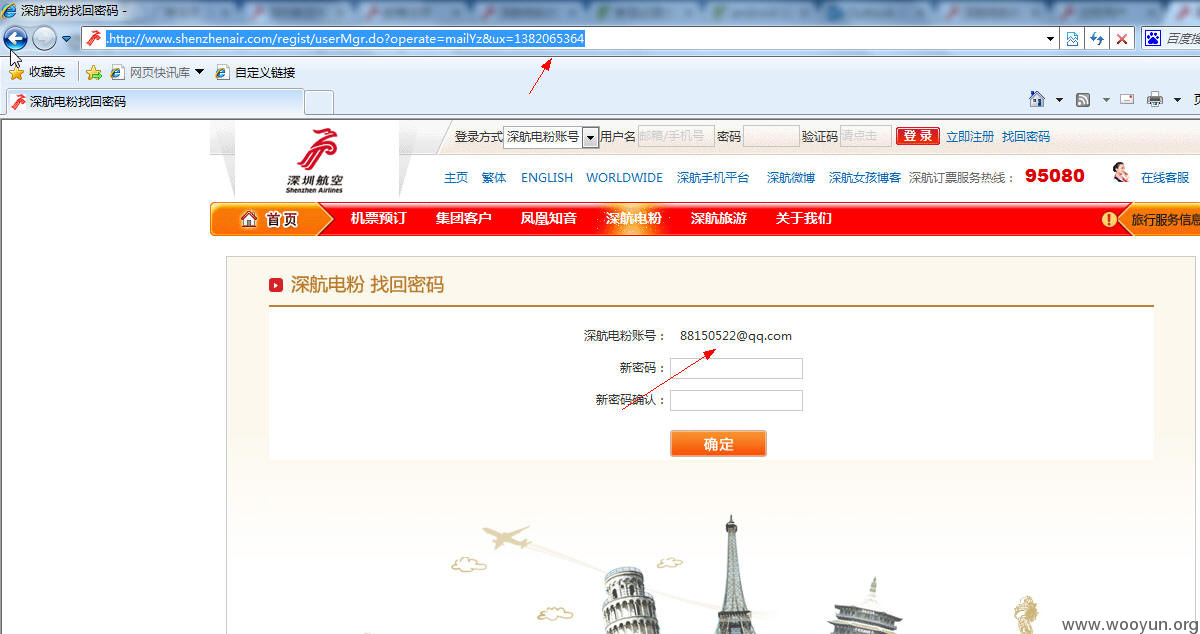 深航电粉找回密码 -
http://www.shenzhenair.com/regist/userMgr.do?operate=mailYz&ux=1382065364
百度搜
收藏夹 网页快讯库 自定义链接
深航电粉找回密码
登录方式 深航电粉账号 用户名 邮箱/手机号 密码 验证码 请点击 登录 立即注册 找回密码
深圳航空
Shenzhen Airlines
主页 繁体 ENGLISH WORLDWIDE 深航手机平台 深航微博 深航女孩博客 深航订票服务热线： 95080 在线客服
首页 机票预订 集团客户 凤凰知音 深航电粉 深航旅游 关于我们 旅行服务信息
深航电粉 找回密码
深航电粉账号： 88150522@qq.com
新密码：
新密码确认：
确定
www.wooyun.org